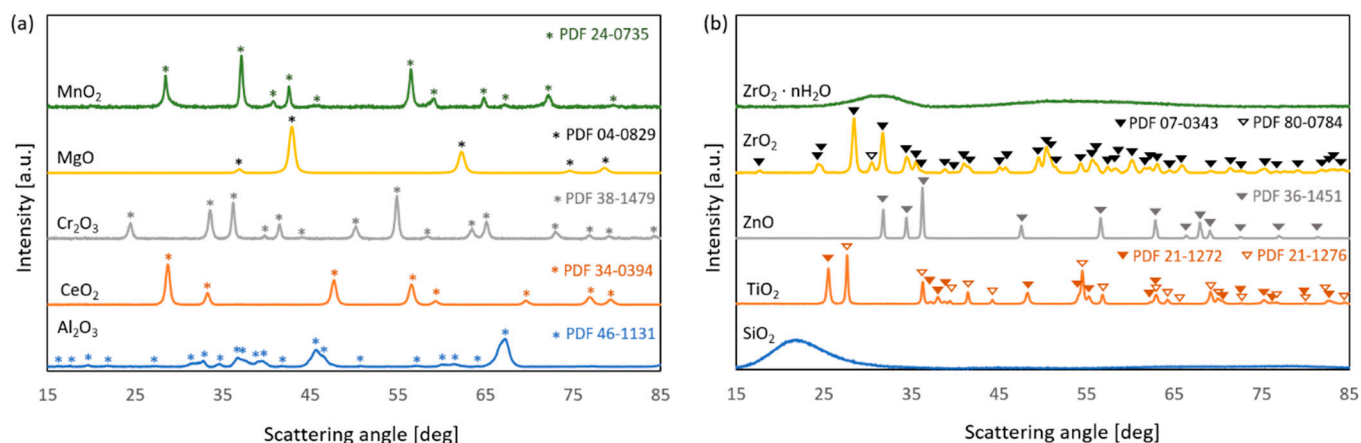 (a)
* PDF 24-0735
MnO₂
* PDF 04-0829
MgO
* PDF 38-1479
Cr₂O₃
* PDF 34-0394
CeO₂
* PDF 46-1131
Al₂O₃
Intensity [a.u.]
15 25 35 45 55 65 75 85
Scattering angle [deg]
(b)
ZrO₂ · nH₂O
▼ PDF 07-0343 ▽ PDF 80-0784
ZrO₂
▼ PDF 36-1451
ZnO
▼ PDF 21-1272 ▽ PDF 21-1276
TiO₂
SiO₂
Intensity [a.u.]
15 25 35 45 55 65 75 85
Scattering angle [deg]